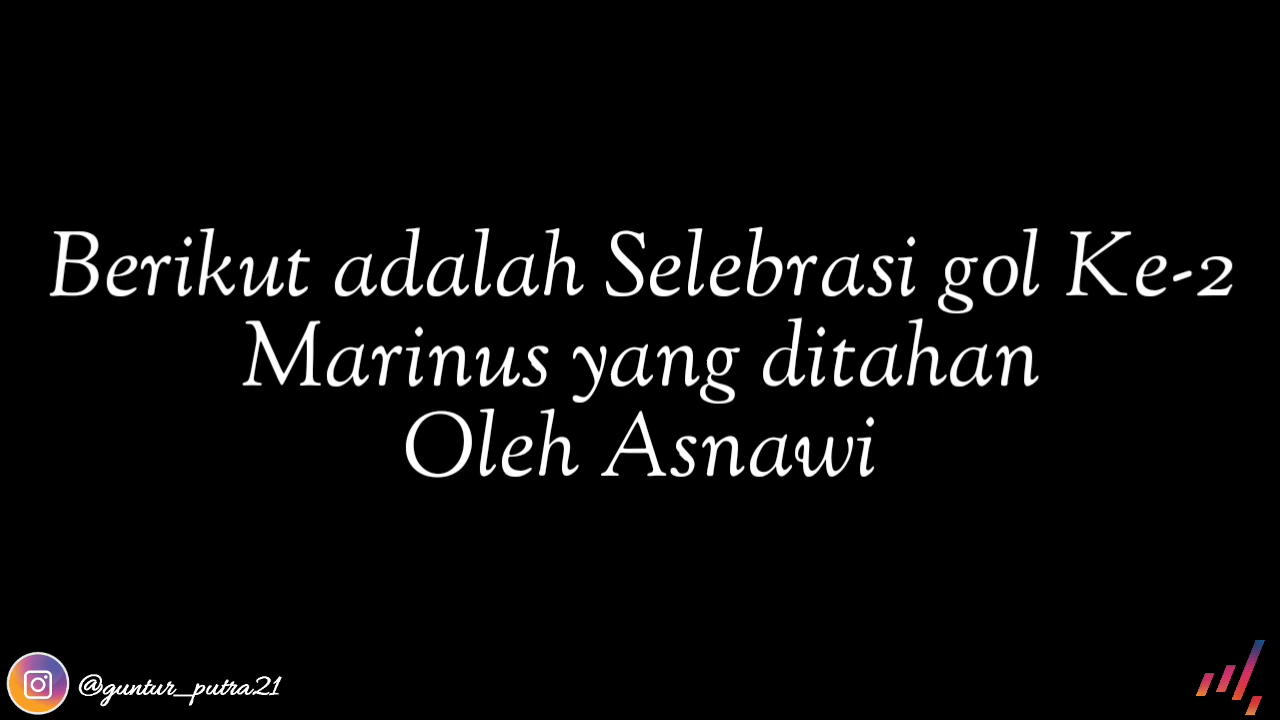 Berikut adalah Selebrasi gol Ke-2
Marinus yang ditahan
Oleh Asnawi
@guntur_putra21